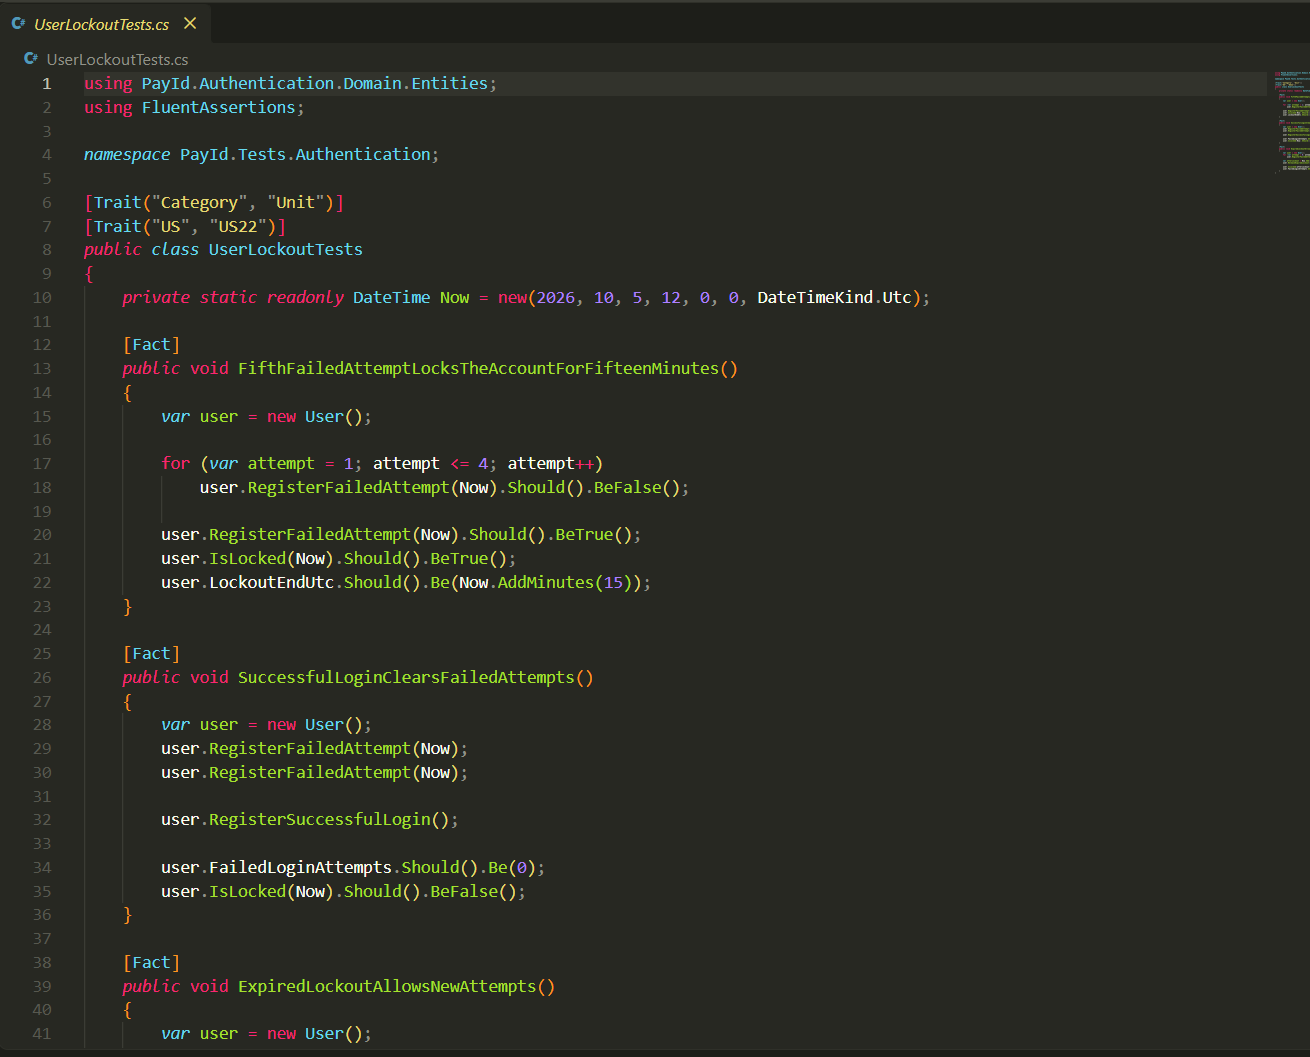 UserLockoutTests.cs
UserLockoutTests.cs
1 using PayId.Authentication.Domain.Entities;
2 using FluentAssertions;
3
4 namespace PayId.Tests.Authentication;
5
6 [Trait("Category", "Unit")]
7 [Trait("US", "US22")]
8 public class UserLockoutTests
9 {
10     private static readonly DateTime Now = new(2026, 10, 5, 12, 0, 0, DateTimeKind.Utc);
11
12     [Fact]
13     public void FifthFailedAttemptLocksTheAccountForFifteenMinutes()
14     {
15         var user = new User();
16
17         for (var attempt = 1; attempt <= 4; attempt++)
18             user.RegisterFailedAttempt(Now).Should().BeFalse();
19
20         user.RegisterFailedAttempt(Now).Should().BeTrue();
21         user.IsLocked(Now).Should().BeTrue();
22         user.LockoutEndUtc.Should().Be(Now.AddMinutes(15));
23     }
24
25     [Fact]
26     public void SuccessfulLoginClearsFailedAttempts()
27     {
28         var user = new User();
29         user.RegisterFailedAttempt(Now);
30         user.RegisterFailedAttempt(Now);
31
32         user.RegisterSuccessfulLogin();
33
34         user.FailedLoginAttempts.Should().Be(0);
35         user.IsLocked(Now).Should().BeFalse();
36     }
37
38     [Fact]
39     public void ExpiredLockoutAllowsNewAttempts()
40     {
41         var user = new User();